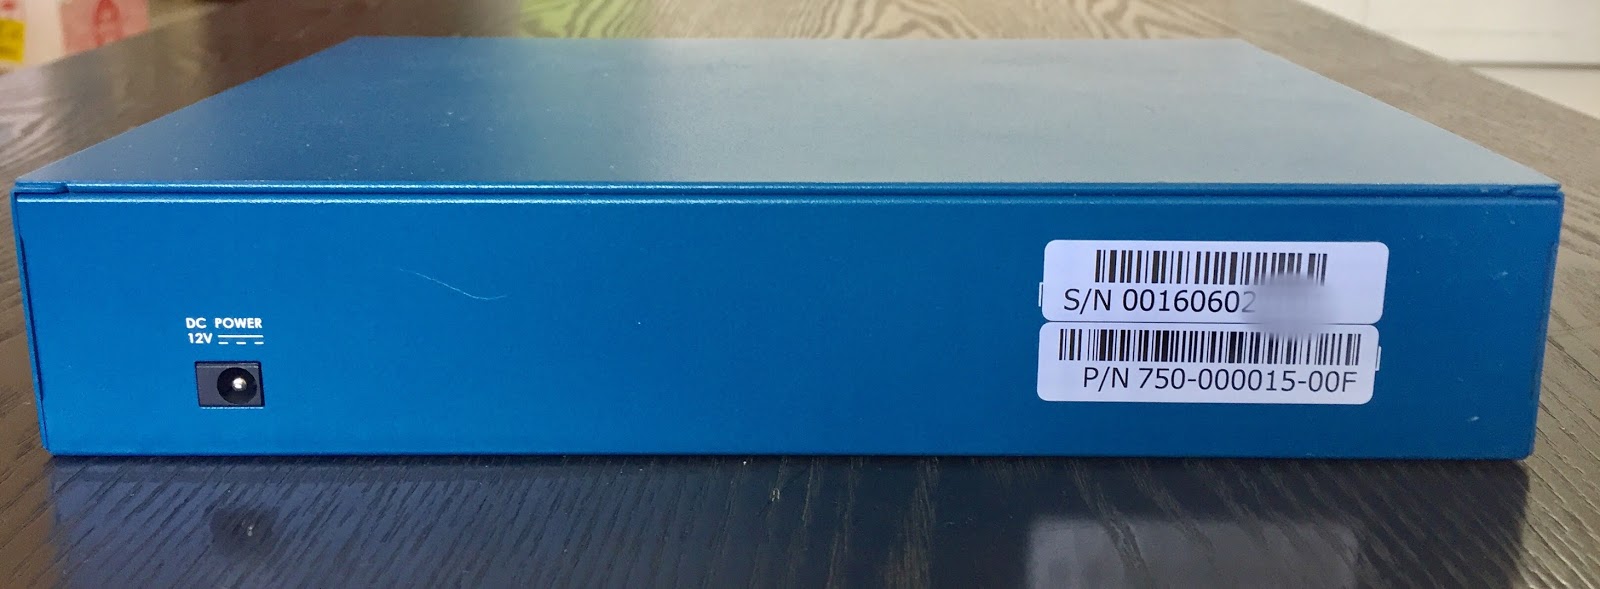 DC POWER
12V
S/N 00160602
P/N 750-000015-00F